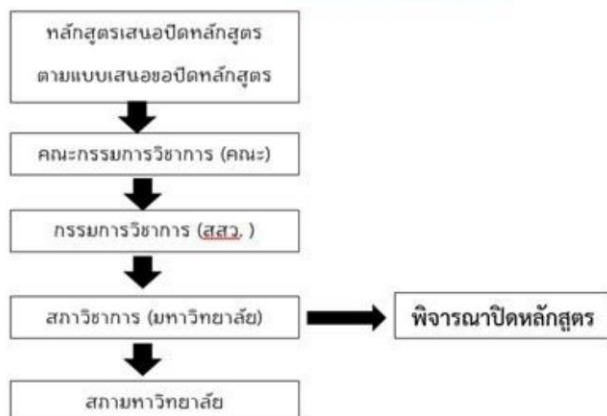 หลักสูตรเสนอปิดหลักสูตร
ตามแบบเสนอขอปิดหลักสูตร
คณะกรรมการวิชาการ (คณะ)
กรรมการวิชาการ (สสว. )
สภาวิชาการ (มหาวิทยาลัย)
พิจารณาปิดหลักสูตร
สภามหาวิทยาลัย